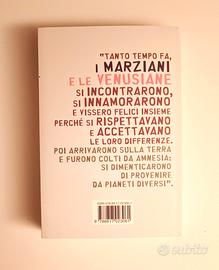 "TANTO TEMPO FA,
I MARZIANI
E LE VENUSIANE
SI INCONTRARONO,
SI INNAMORARONO
E VISSERO FELICI INSIEME
PERCHÉ SI RISPETTAVANO
E ACCETTAVANO
LE LORO DIFFERENZE.
POI ARRIVARONO SULLA TERRA
E FURONO COLTI DA AMNESIA:
SI DIMENTICARONO
DI PROVENIRE
DA PIANETI DIVERSI".
subito